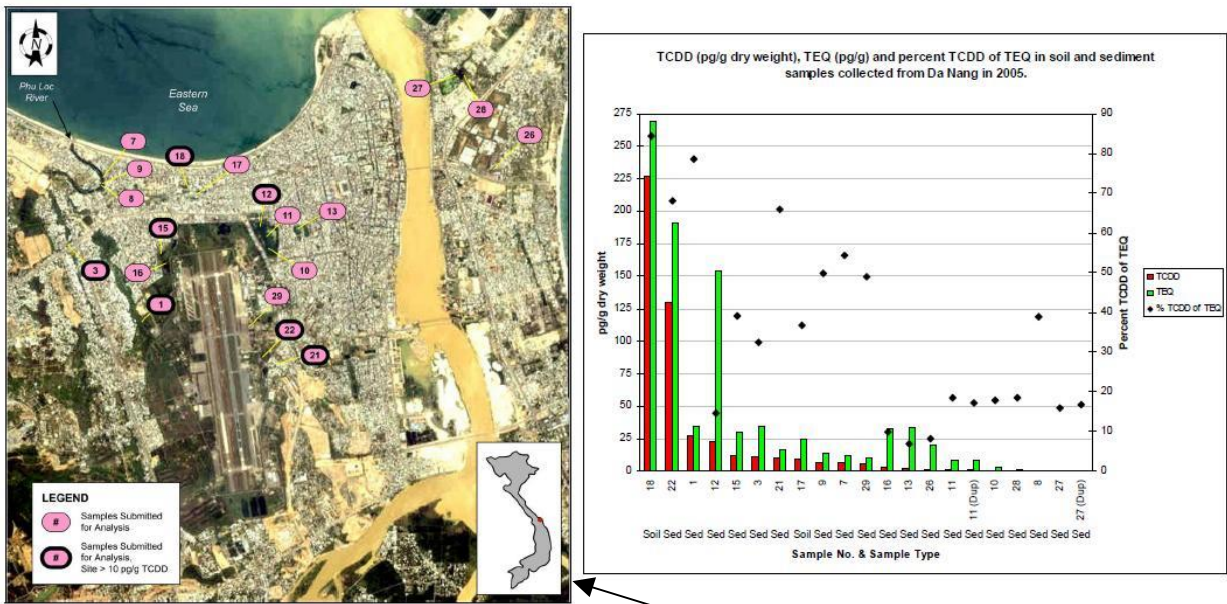 N
Phu Loc
River
Eastern
Sea
7
9
8
18
17
12
11
13
10
15
16
3
1
29
22
21
27
28
26
LEGEND
# Samples Submitted
for Analysis
# Samples Submitted
for Analysis,
Site > 10 pg/g TCDD
TCDD (pg/g dry weight), TEQ (pg/g) and percent TCDD of TEQ in soil and sediment
samples collected from Da Nang in 2005.
pg/g dry weight
275
250
225
200
175
150
125
100
75
50
25
0
90
80
70
60
50
40
30
20
10
0
Percent TCDD of TEQ
TCDD
TEQ
% TCDD of TEQ
18 22 1 12 15 3 21 17 9 7 29 16 13 26 11 11 (Dup) 10 28 8 27 27 (Dup)
Soil Sed Sed Sed Sed Sed Sed Soil Sed Sed Sed Sed Sed Sed Sed Sed Sed Sed Sed Sed Sed
Sample No. & Sample Type